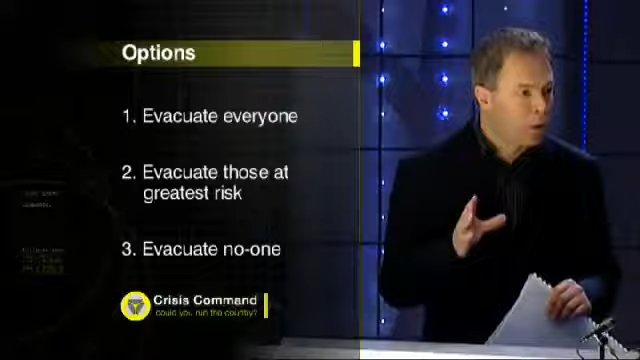 Options
1. Evacuate everyone
2. Evacuate those at
greatest risk
3. Evacuate no-one
Crisis Command
could you run the country?